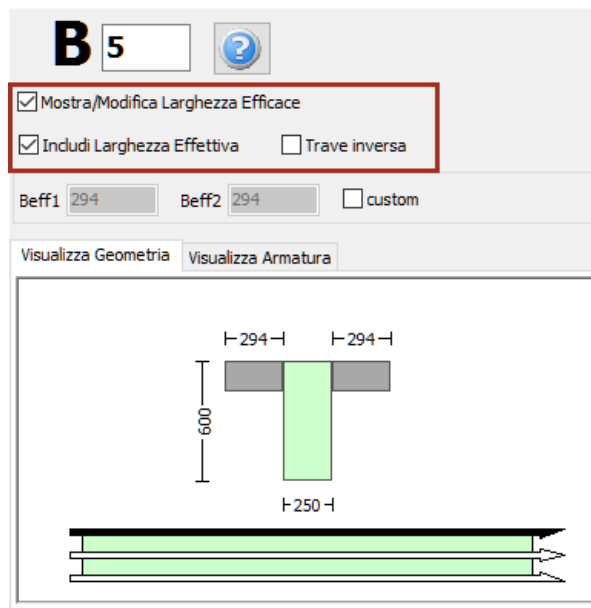 B 5 ?
Mostra/Modifica Larghezza Efficace
Includi Larghezza Effettiva Trave inversa
Beff1 294 Beff2 294 custom
Visualizza Geometria Visualizza Armatura
294 294
600
250